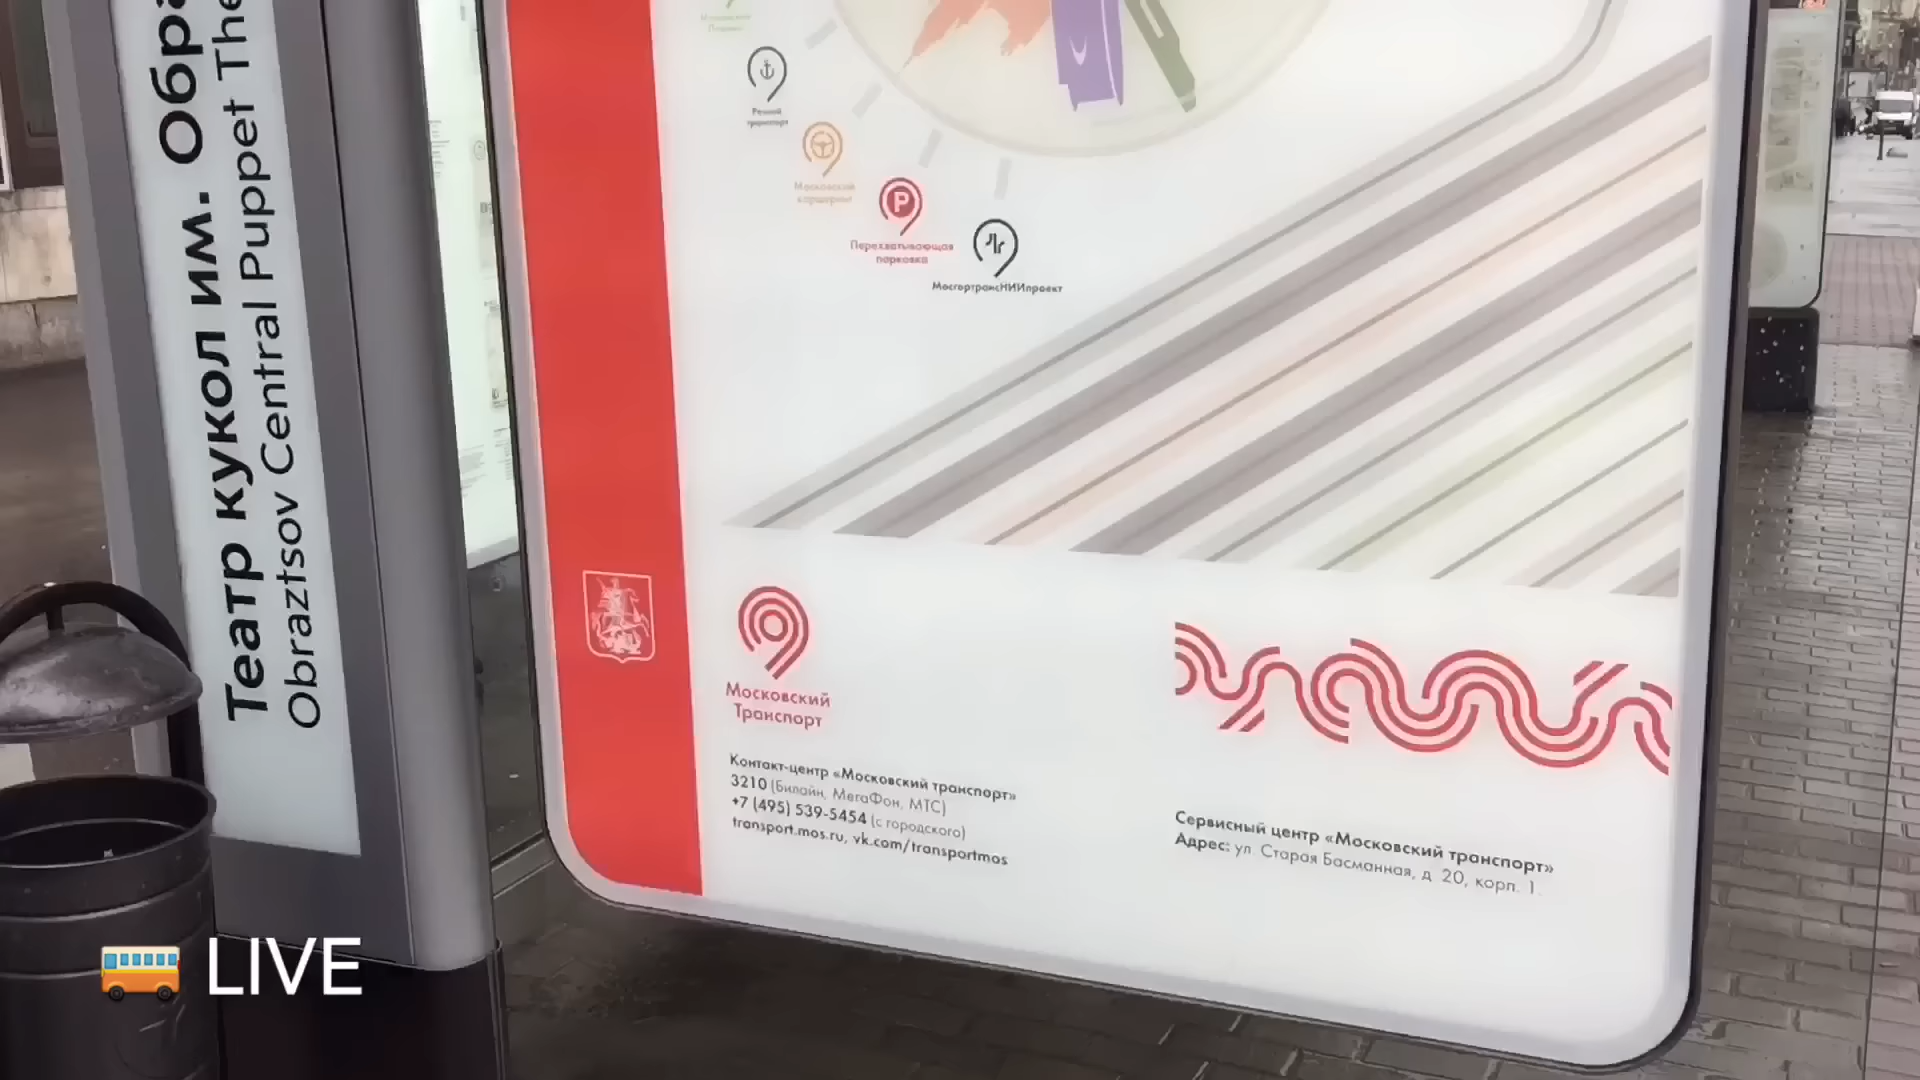 Театр кукол им. Обра
Obraztsov Central Puppet The
Речной
транспорт
Московский
каршеринг
Перехватывающая
парковка
МосгортрансНИИпроект
Московский
Транспорт
Контакт-центр «Московский транспорт»
3210 (Билайн, МегаФон, МТС)
+7 (495) 539-5454 (с городского)
transport.mos.ru, vk.com/transportmos
Сервисный центр «Московский транспорт»
Адрес: ул. Старая Басманная, д. 20, корп. 1.
LIVE